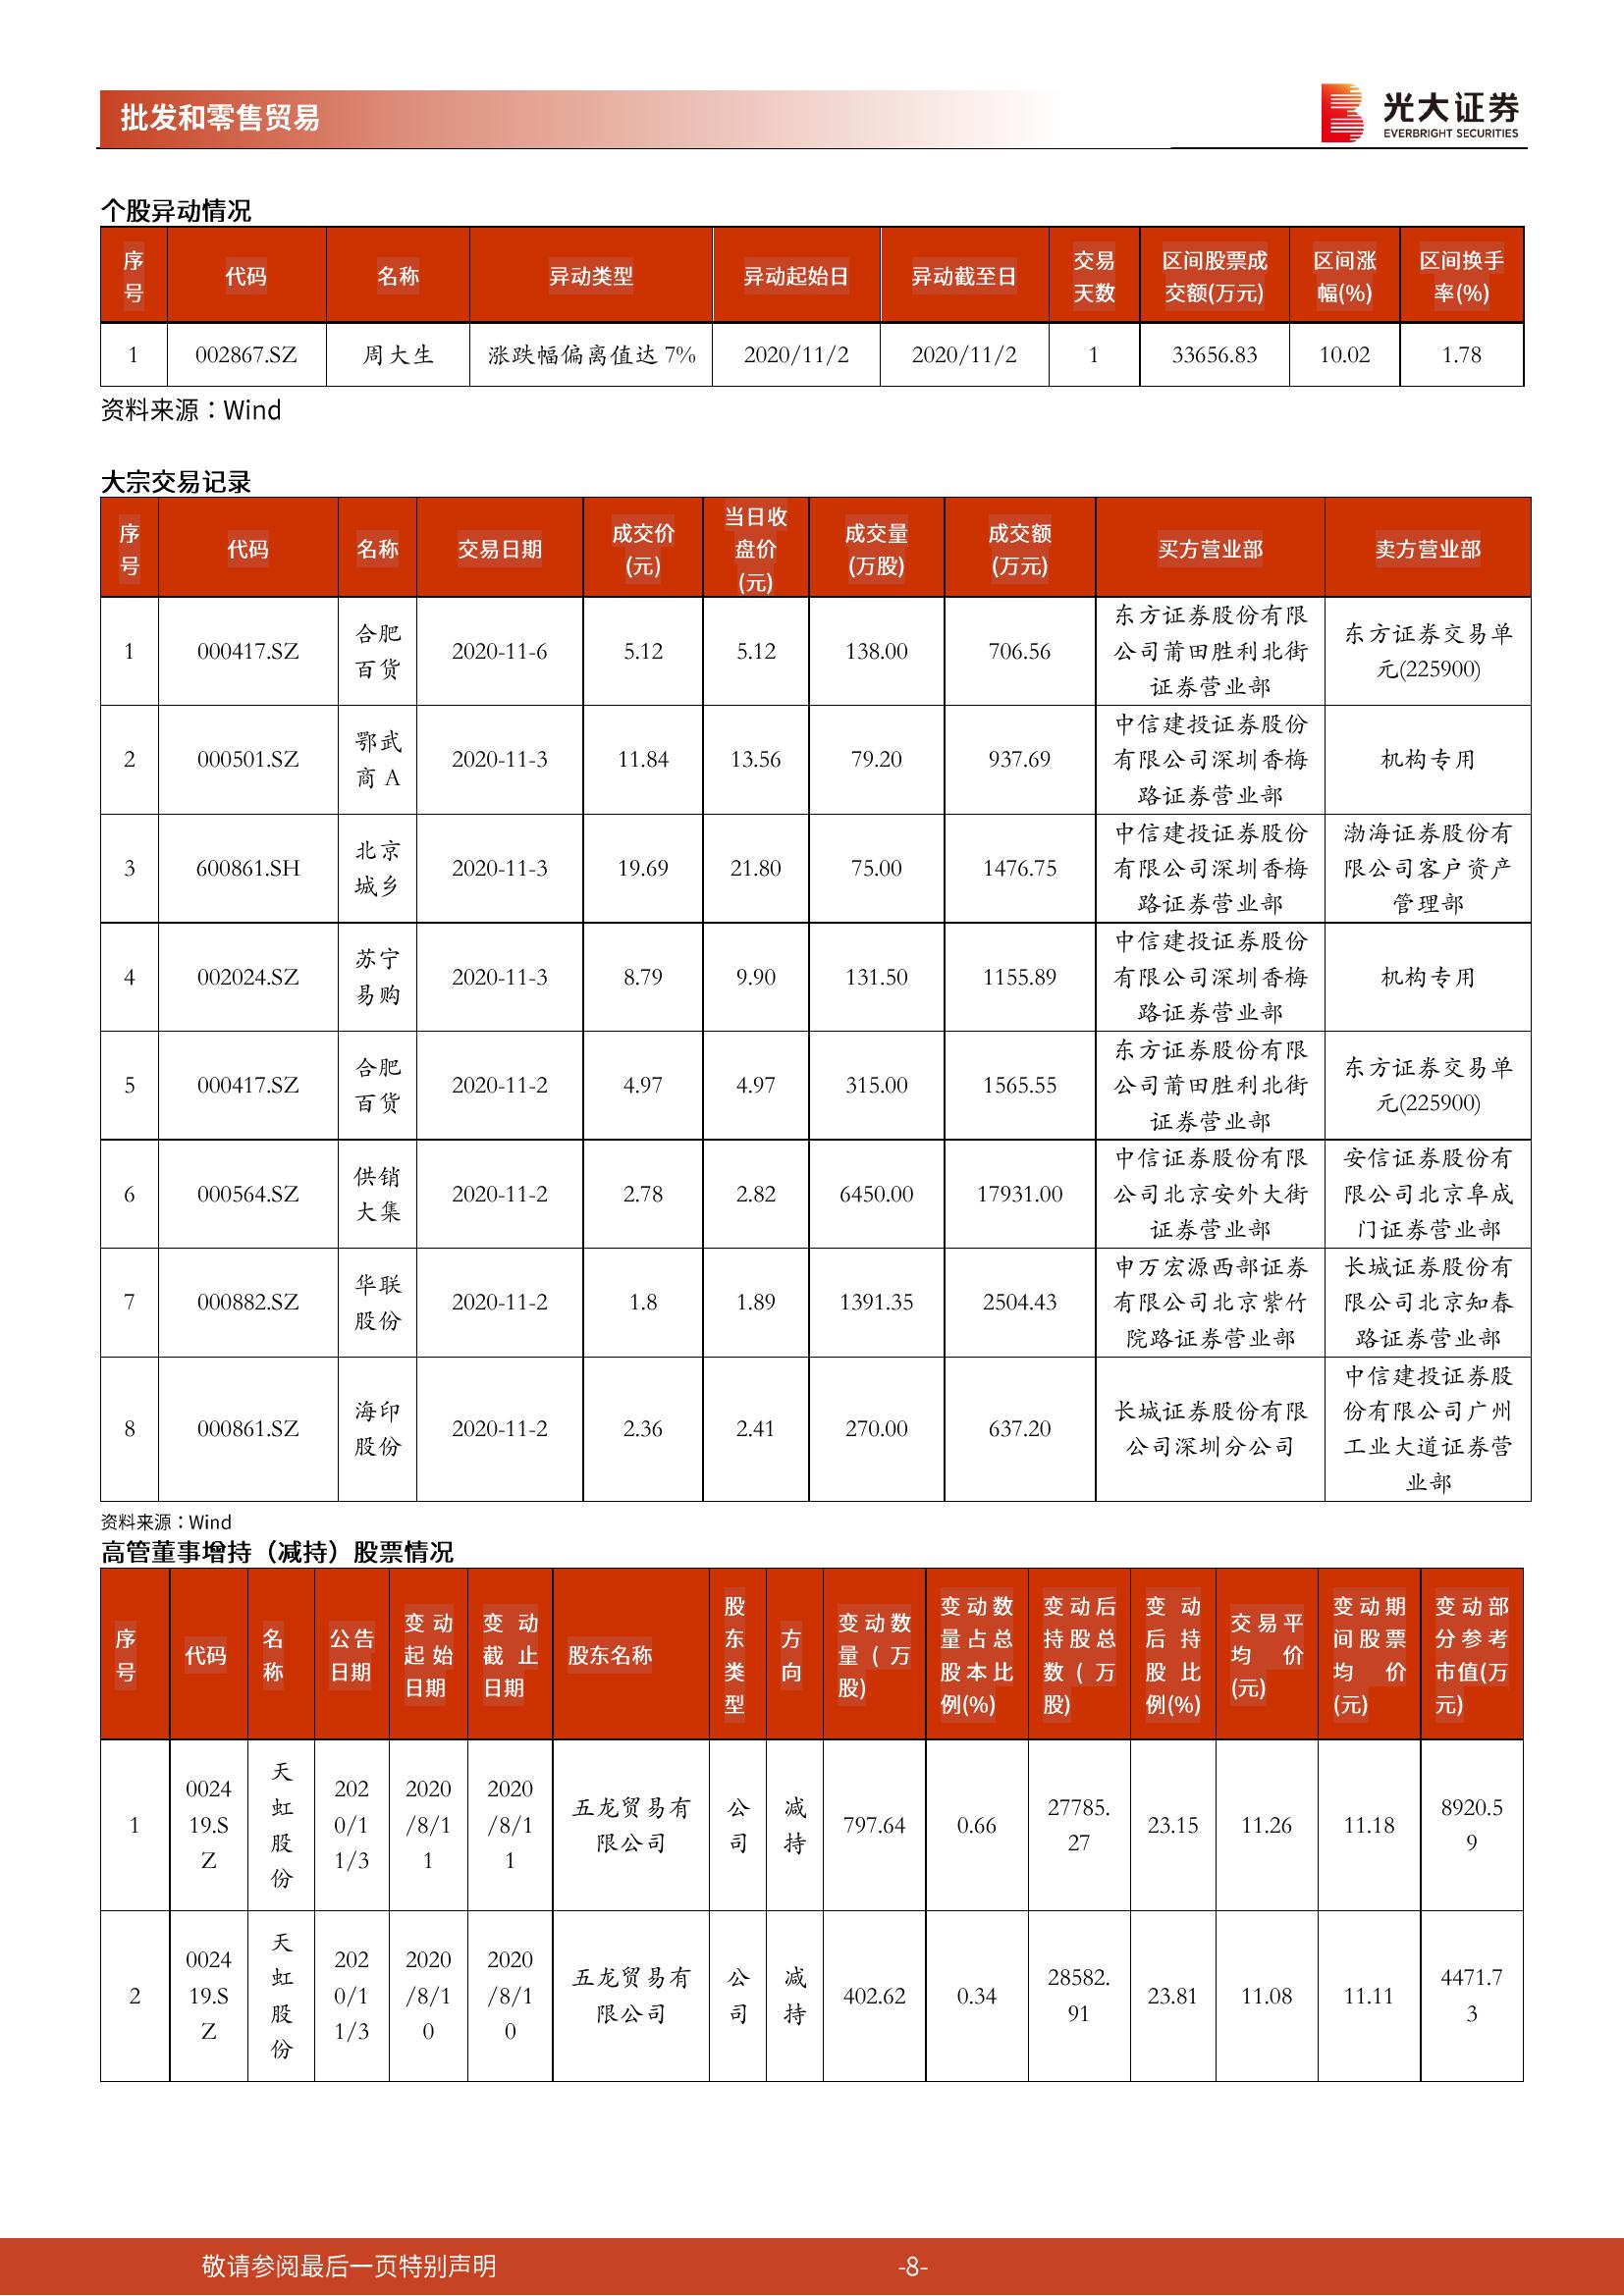 批发和零售贸易
光大证券
EVERBRIGHT SECURITIES
个股异动情况
序号 代码 名称 异动类型 异动起始日 异动截至日 交易天数 区间股票成交额(万元) 区间涨幅(%) 区间换手率(%)
1 002867.SZ 周大生 涨跌幅偏离值达 7% 2020/11/2 2020/11/2 1 33656.83 10.02 1.78
资料来源：Wind
大宗交易记录
序号 代码 名称 交易日期 成交价(元) 当日收盘价(元) 成交量(万股) 成交额(万元) 买方营业部 卖方营业部
1 000417.SZ 合肥百货 2020-11-6 5.12 5.12 138.00 706.56 东方证券股份有限公司莆田胜利北街证券营业部 东方证券交易单元(225900)
2 000501.SZ 鄂武商 A 2020-11-3 11.84 13.56 79.20 937.69 中信建投证券股份有限公司深圳香梅路证券营业部 机构专用
3 600861.SH 北京城乡 2020-11-3 19.69 21.80 75.00 1476.75 中信建投证券股份有限公司深圳香梅路证券营业部 渤海证券股份有限公司客户资产管理部
4 002024.SZ 苏宁易购 2020-11-3 8.79 9.90 131.50 1155.89 中信建投证券股份有限公司深圳香梅路证券营业部 机构专用
5 000417.SZ 合肥百货 2020-11-2 4.97 4.97 315.00 1565.55 东方证券股份有限公司莆田胜利北街证券营业部 东方证券交易单元(225900)
6 000564.SZ 供销大集 2020-11-2 2.78 2.82 6450.00 17931.00 中信证券股份有限公司北京安外大街证券营业部 安信证券股份有限公司北京阜成门证券营业部
7 000882.SZ 华联股份 2020-11-2 1.8 1.89 1391.35 2504.43 申万宏源西部证券有限公司北京紫竹院路证券营业部 长城证券股份有限公司北京知春路证券营业部
8 000861.SZ 海印股份 2020-11-2 2.36 2.41 270.00 637.20 长城证券股份有限公司深圳分公司 中信建投证券股份有限公司广州工业大道证券营业部
资料来源：Wind
高管董事增持（减持）股票情况
序号 代码 名称 公告日期 变动起始日期 变动截止日期 股东名称 股东类型 方向 变动数量(万股) 变动数量占总股本比例(%) 变动后持股总数(万股) 变动后持股比例(%) 交易平均价(元) 变动期间股票均价(元) 变动部分参考市值(万元)
1 002419.SZ 天虹股份 2020/11/3 2020/8/11 2020/8/11 五龙贸易有限公司 公司 减持 797.64 0.66 27785.27 23.15 11.26 11.18 8920.59
2 002419.SZ 天虹股份 2020/11/3 2020/8/10 2020/8/10 五龙贸易有限公司 公司 减持 402.62 0.34 28582.91 23.81 11.08 11.11 4471.73
敬请参阅最后一页特别声明 -8-